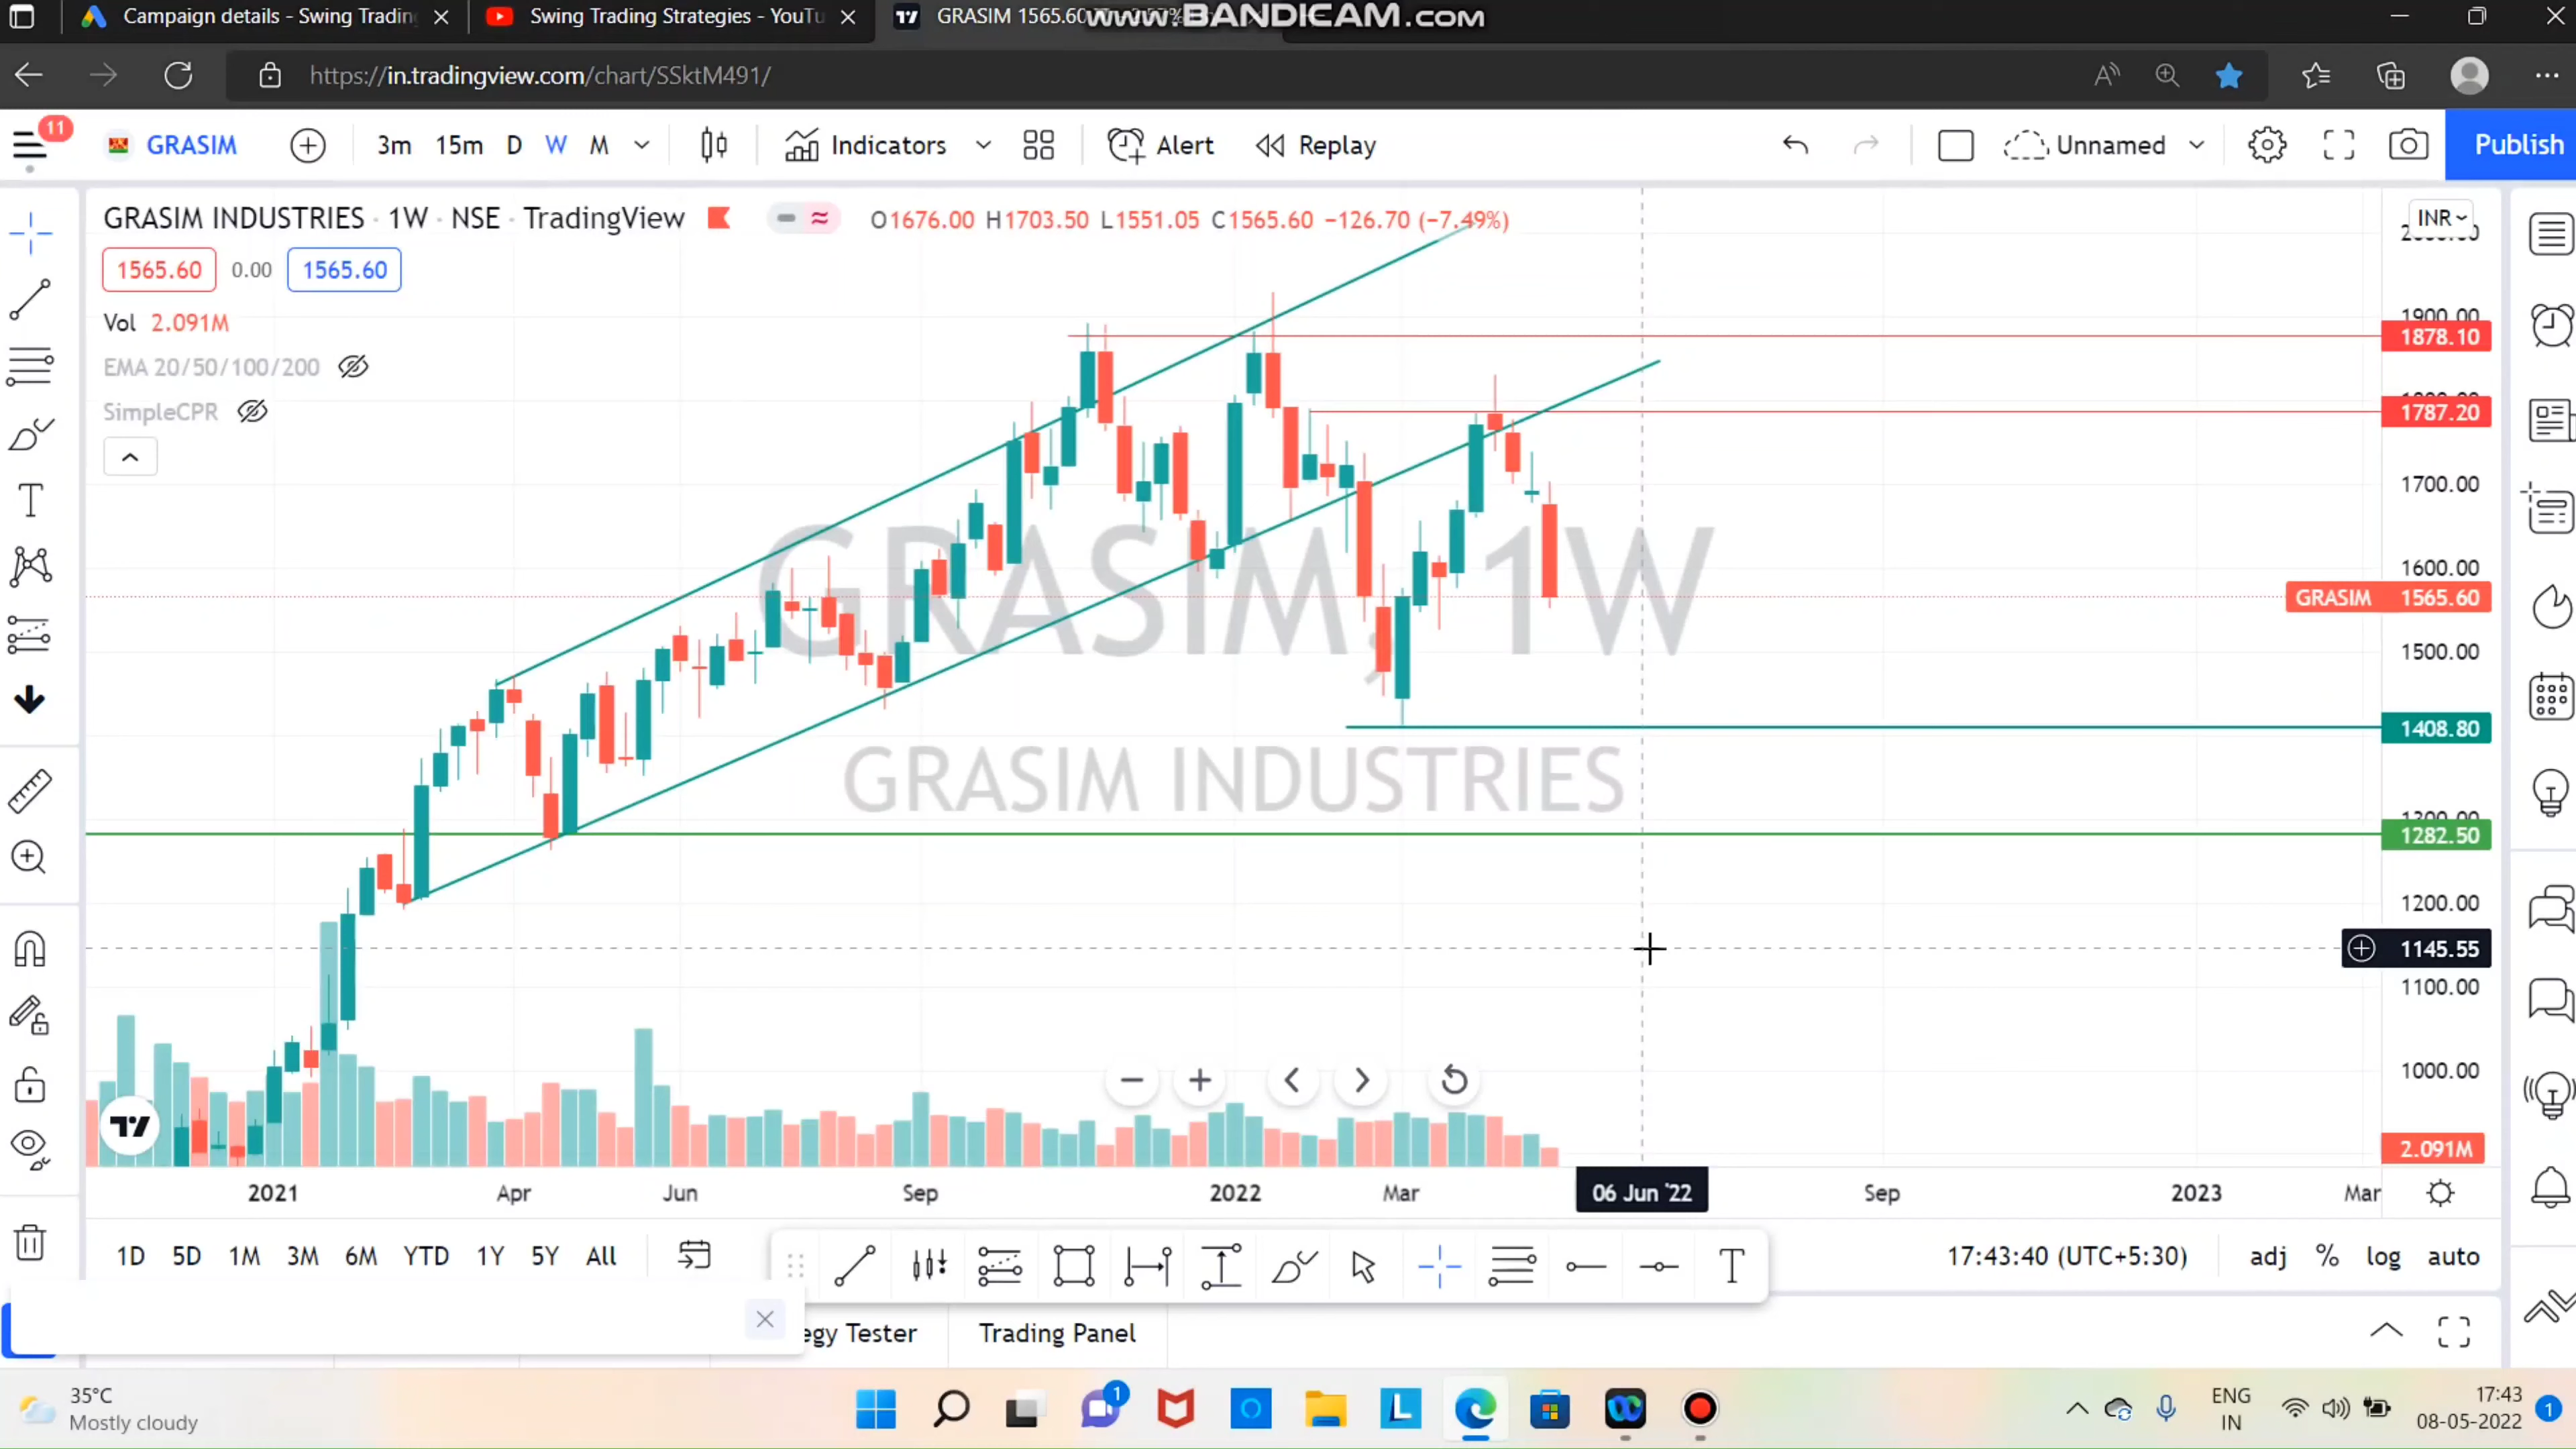 Campaign details - Swing Trading
Swing Trading Strategies - YouTu
GRASIM 1565.60
www.BANDICAM.com
https://in.tradingview.com/chart/SSktM491/
11
GRASIM
3m 15m D W M
Indicators
Alert
Replay
Unnamed
Publish
GRASIM INDUSTRIES · 1W · NSE · TradingView
O1676.00 H1703.50 L1551.05 C1565.60 −126.70 (−7.49%)
INR
1565.60 0.00 1565.60
Vol 2.091M
EMA 20/50/100/200
SimpleCPR
1900.00
1878.10
1787.20
1700.00
1600.00
GRASIM 1565.60
1500.00
1408.80
1282.50
1200.00
1145.55
1100.00
1000.00
2.091M
GRASIM, 1W
GRASIM INDUSTRIES
2021 Apr Jun Sep 2022 Mar 06 Jun '22 Sep 2023 Mar
1D 5D 1M 3M 6M YTD 1Y 5Y All
17:43:40 (UTC+5:30) adj % log auto
egy Tester
Trading Panel
35°C
Mostly cloudy
1
ENG
IN
17:43
08-05-2022
1